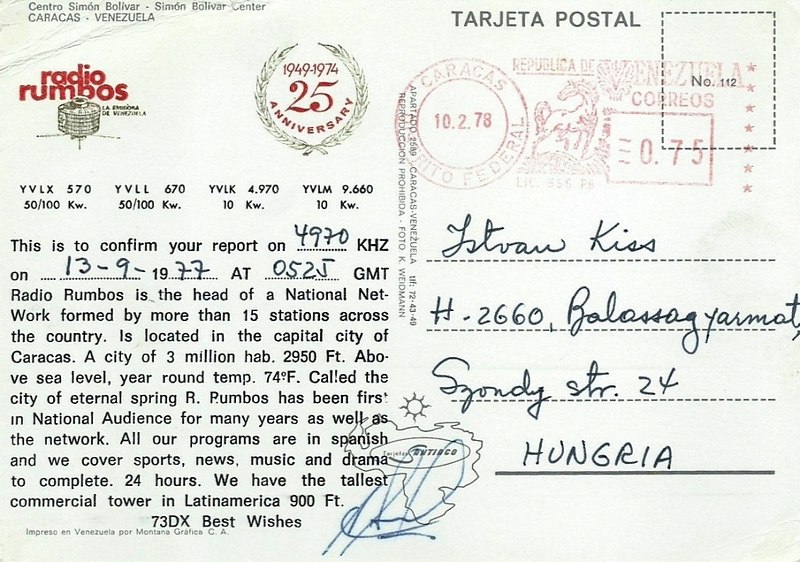 Centro Simón Bolívar - Simón Bolívar Center
CARACAS - VENEZUELA
radio
rumbos
LA EMISORA
DE VENEZUELA
1949-1974
25
ANNIVERSARY
YVLX 570 YVLL 670 YVLK 4.970 YVLM 9.660
50/100 Kw. 50/100 Kw. 10 Kw. 10 Kw.
This is to confirm your report on 4970 KHZ
on 13-9-1977 AT 0525 GMT
Radio Rumbos is the head of a National Net-
Work formed by more than 15 stations across
the country. Is located in the capital city of
Caracas. A city of 3 million hab. 2950 Ft. Abo-
ve sea level, year round temp. 74ºF. Called the
city of eternal spring R. Rumbos has been first
in National Audience for many years as well as
the network. All our programs are in spanish
and we cover sports, news, music and drama
to complete. 24 hours. We have the tallest
commercial tower in Latinamerica 900 Ft.
73DX Best Wishes
Impreso en Venezuela por Montana Gráfica C. A.
APARTADO 2589 - CARACAS-VENEZUELA tlf: 72-43-49
REPRODUCCION PROHIBIDA - FOTO K. WEIDMANN
Tarjetas
TARJETA POSTAL
No. 112
CARACAS
10.2.78
DISTRITO FEDERAL
REPUBLICA DE VENEZUELA
CORREOS
0.75
Istvan Kiss
H-2660, Balassagyarmat,
Szondy str. 24
HUNGRIA